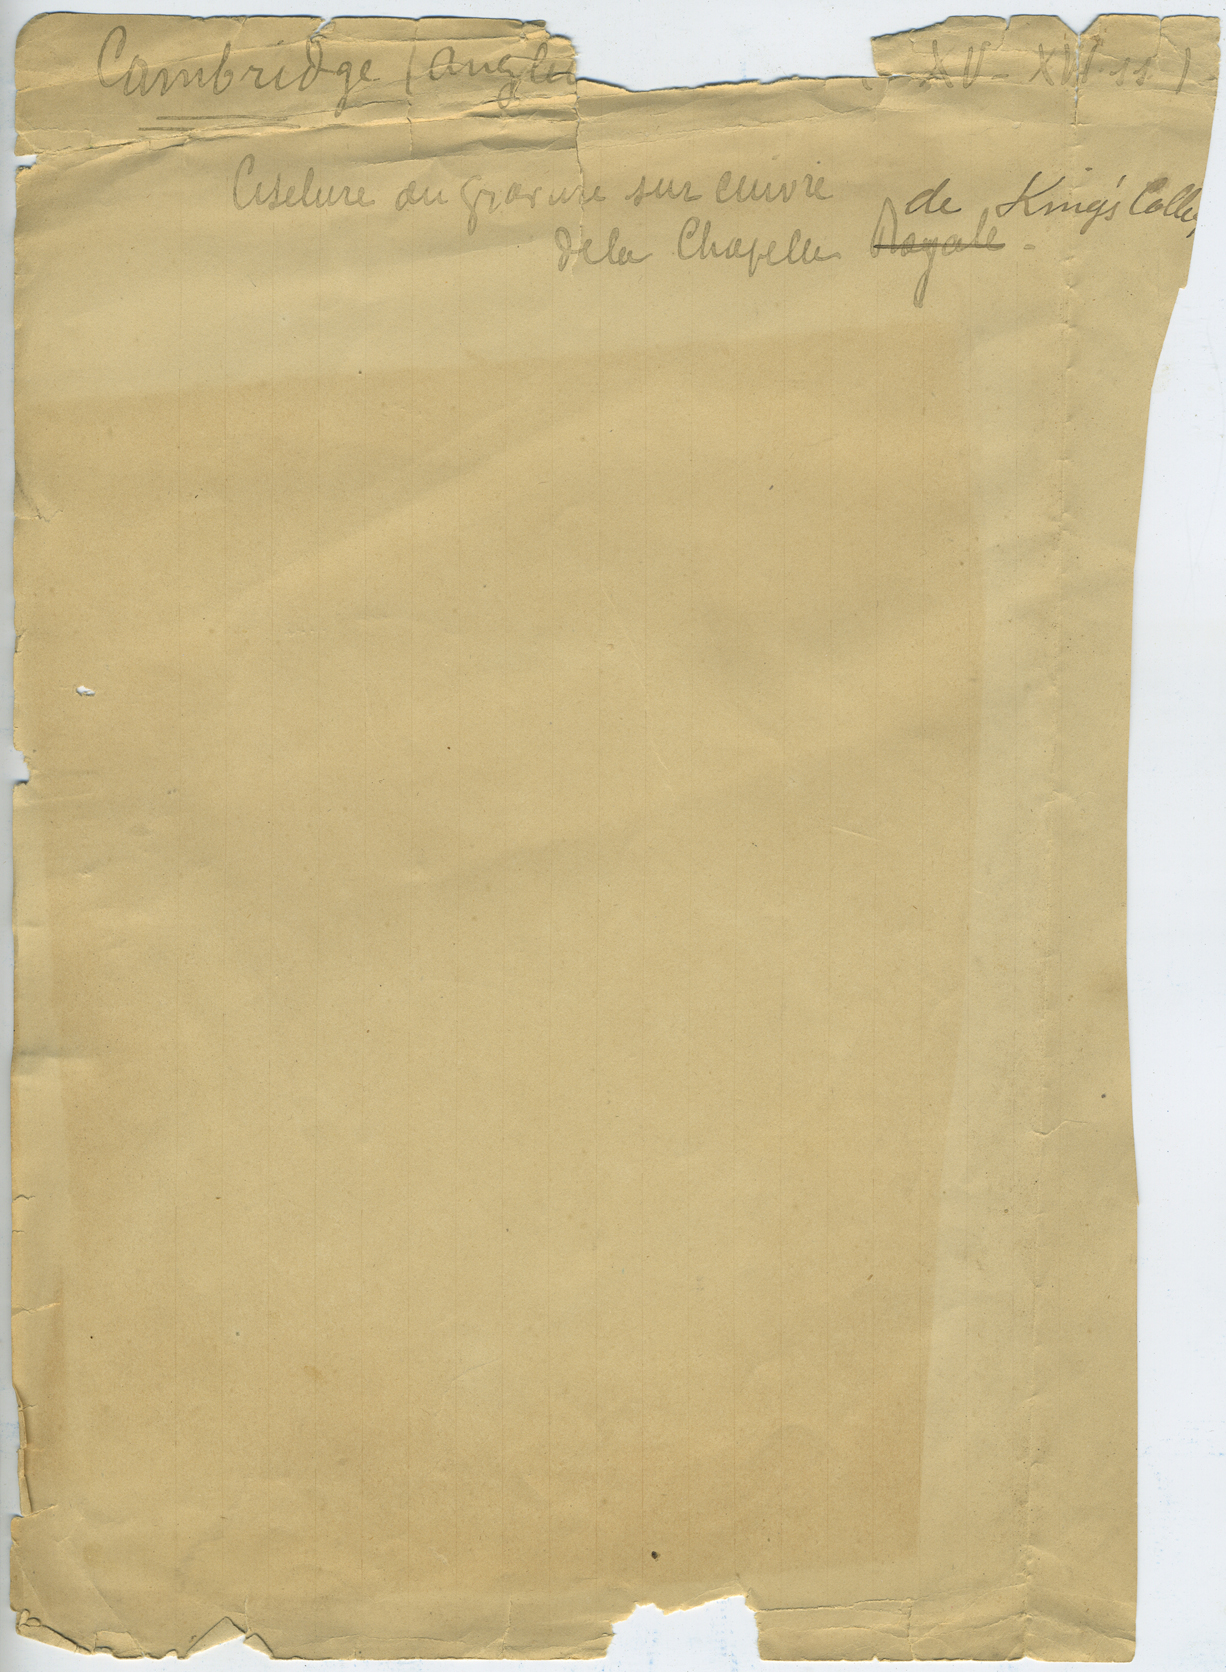 Cambridge (Angle
( XV - XVI ss )
Ciselure ou gravure sur cuivre
de la Chapelle Royale - de King's Colle